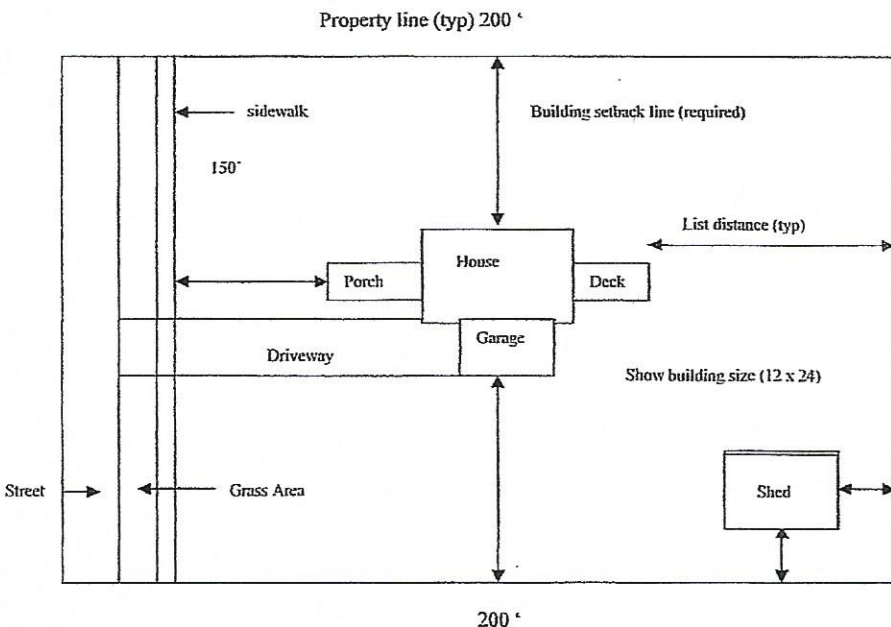 Property line (typ) 200 ‘
sidewalk
Building setback line (required)
150‘
List distance (typ)
House
Porch
Deck
Garage
Driveway
Show building size (12 x 24)
Street
Grass Area
Shed
200 ‘